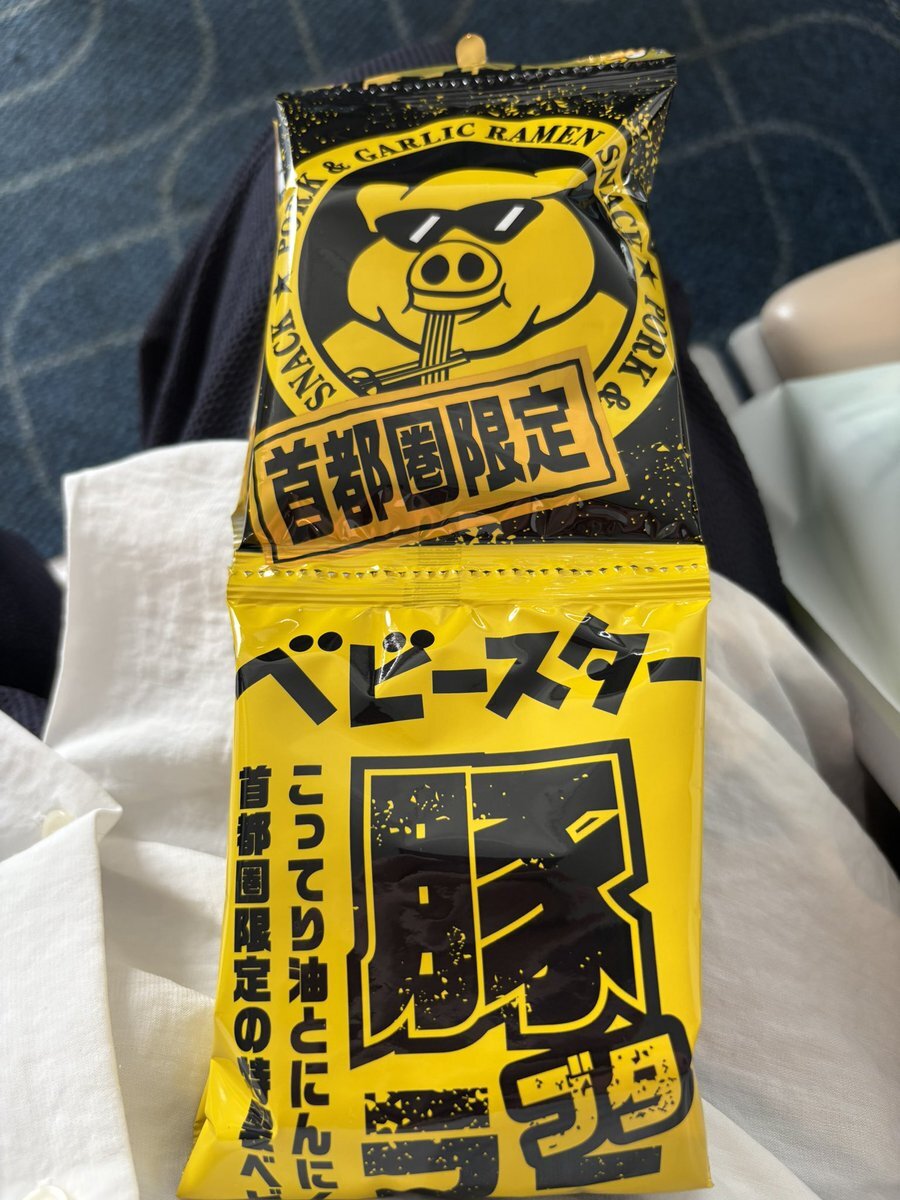 SNACK ★ PORK & GARLIC RAMEN SNACK ★ PORK &
首都圏限定
ベビースター
豚
ブタ
ラ
こってり油とにんにく
首都圏限定の特濃ベビ